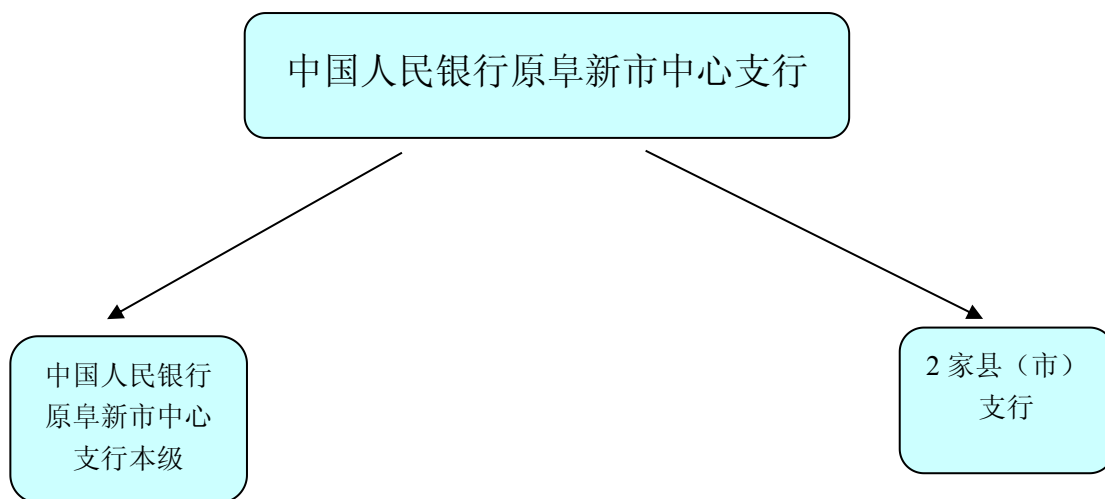 中国人民银行原阜新市中心支行
中国人民银行
原阜新市中心
支行本级
2 家县（市）
支行